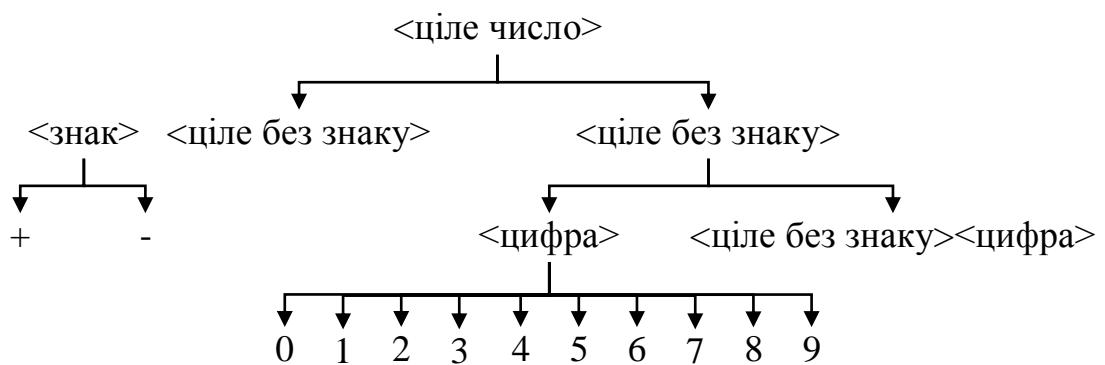 <ціле число>
<знак> <ціле без знаку> <ціле без знаку>
+ - <цифра> <ціле без знаку><цифра>
0 1 2 3 4 5 6 7 8 9